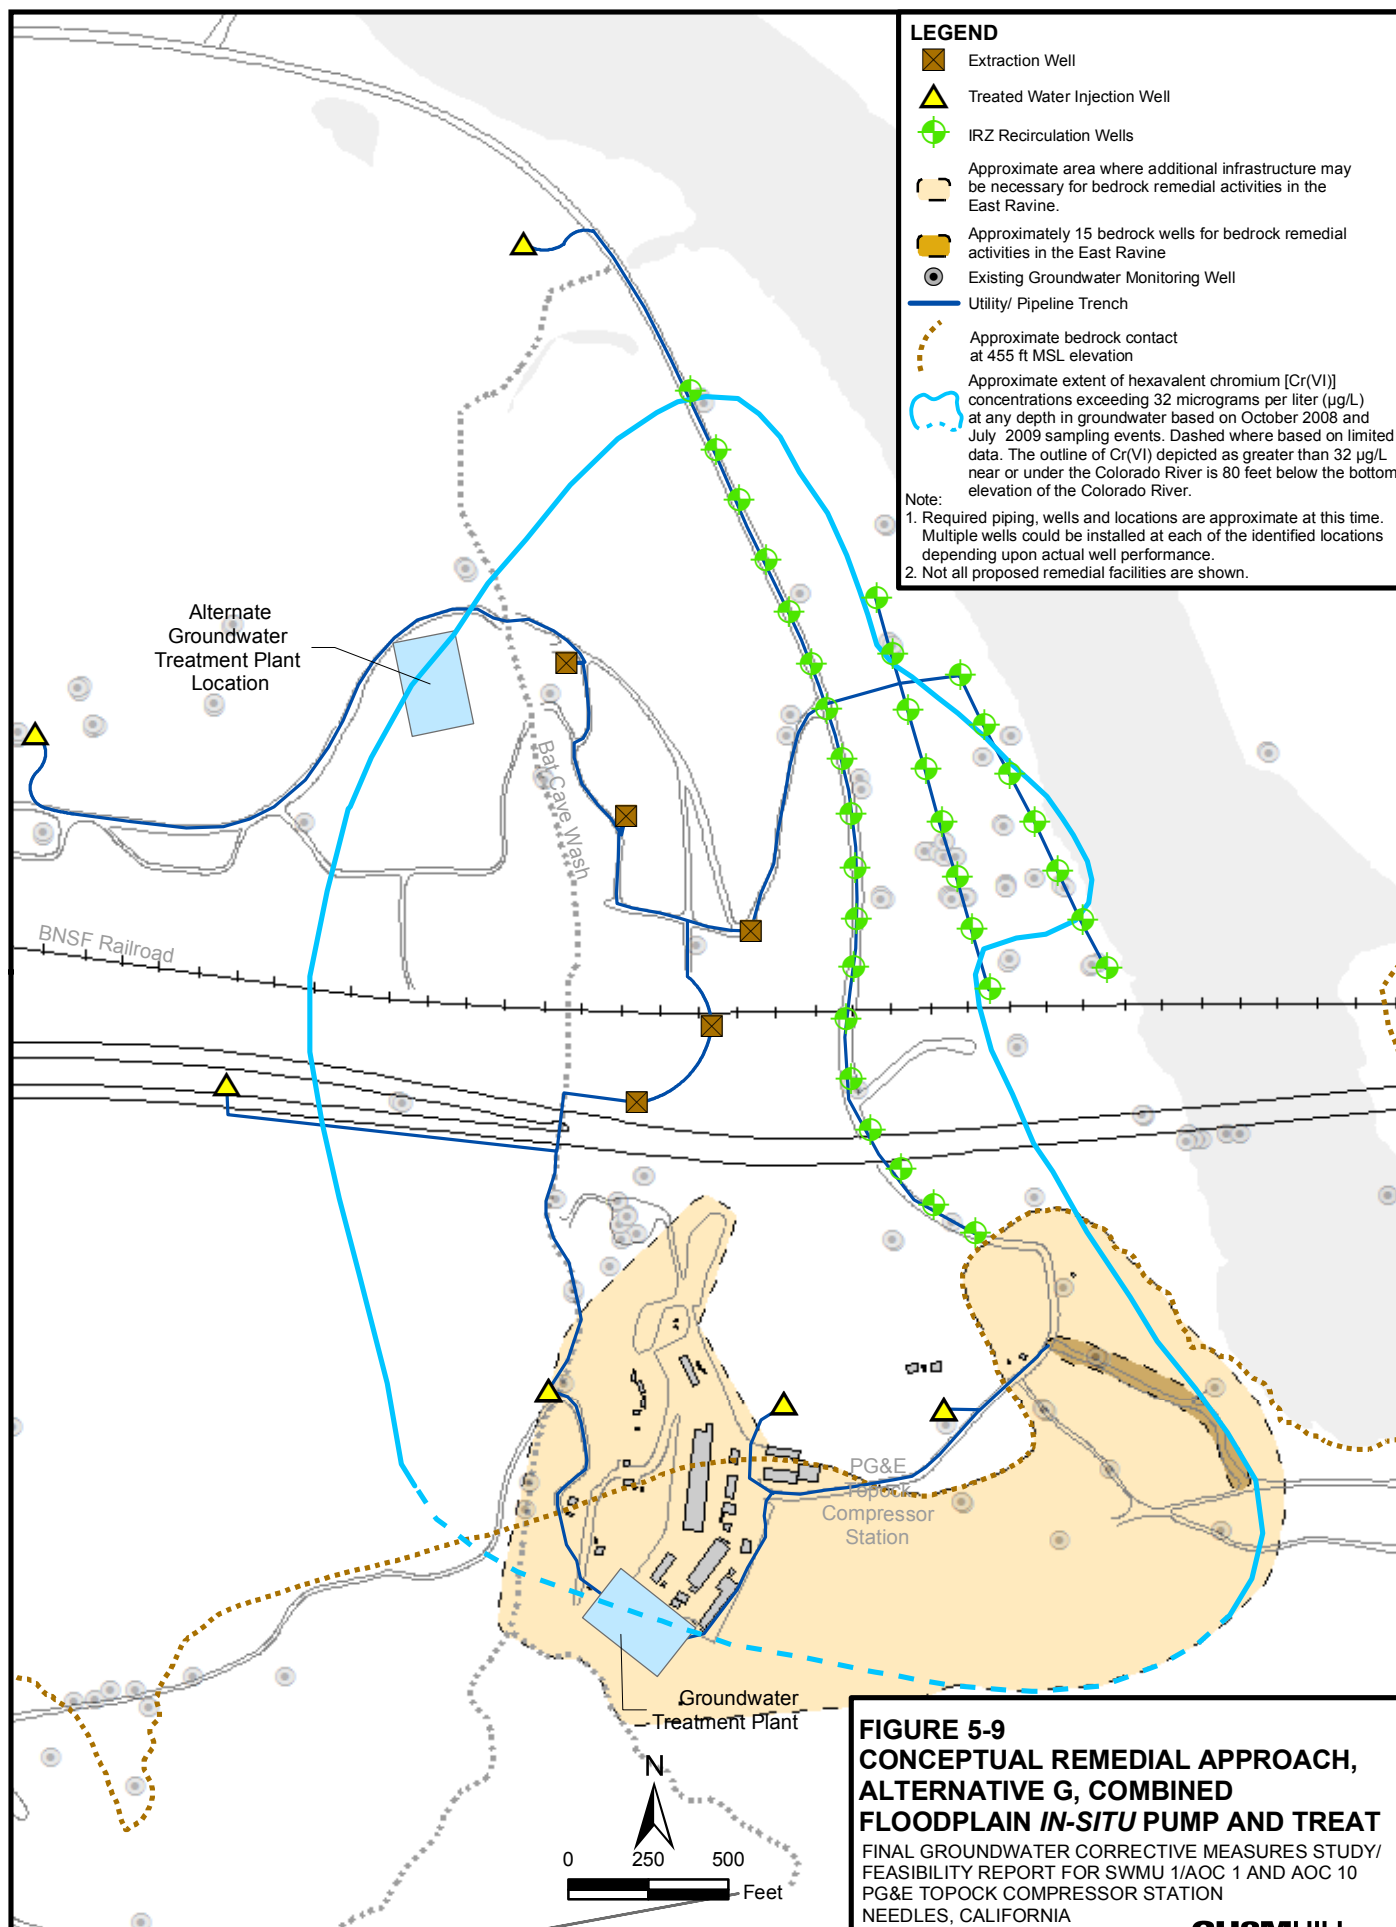 LEGEND
Extraction Well
Treated Water Injection Well
IRZ Recirculation Wells
Approximate area where additional infrastructure may
be necessary for bedrock remedial activities in the
East Ravine.
Approximately 15 bedrock wells for bedrock remedial
activities in the East Ravine
Existing Groundwater Monitoring Well
Utility/ Pipeline Trench
Approximate bedrock contact
at 455 ft MSL elevation
Approximate extent of hexavalent chromium [Cr(VI)]
concentrations exceeding 32 micrograms per liter (µg/L)
at any depth in groundwater based on October 2008 and
July 2009 sampling events. Dashed where based on limited
data. The outline of Cr(VI) depicted as greater than 32 µg/L
near or under the Colorado River is 80 feet below the bottom
elevation of the Colorado River.
Note:
1. Required piping, wells and locations are approximate at this time.
Multiple wells could be installed at each of the identified locations
depending upon actual well performance.
2. Not all proposed remedial facilities are shown.
Alternate
Groundwater
Treatment Plant
Location
Bat Cave Wash
BNSF Railroad
PG&E
Topock
Compressor
Station
Groundwater
Treatment Plant
N
0 250 500
Feet
FIGURE 5-9
CONCEPTUAL REMEDIAL APPROACH,
ALTERNATIVE G, COMBINED
FLOODPLAIN IN-SITU PUMP AND TREAT
FINAL GROUNDWATER CORRECTIVE MEASURES STUDY/
FEASIBILITY REPORT FOR SWMU 1/AOC 1 AND AOC 10
PG&E TOPOCK COMPRESSOR STATION
NEEDLES, CALIFORNIA